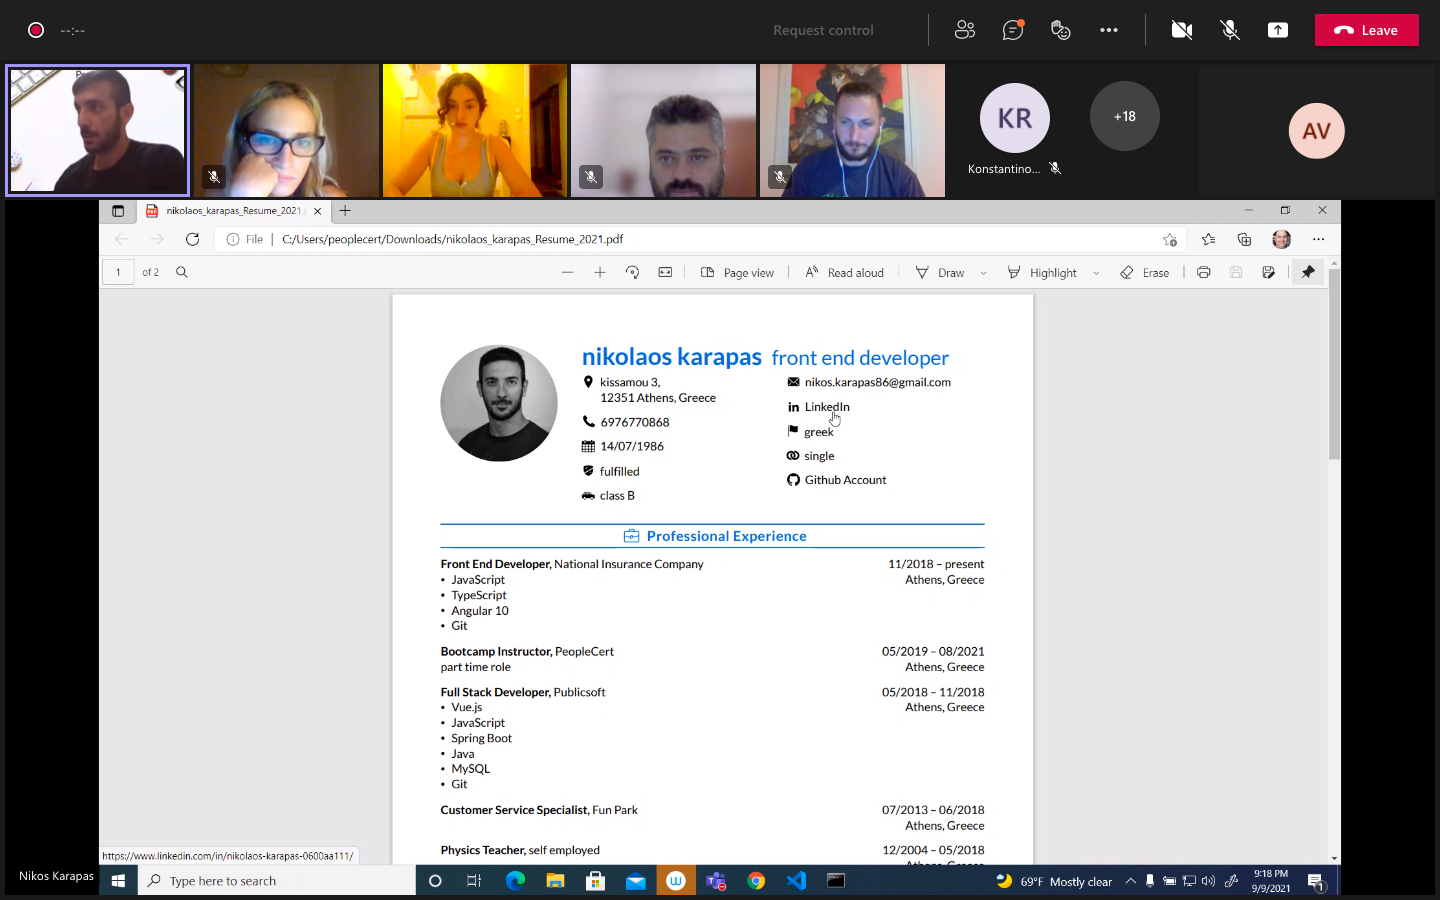 --:--
Request control
Leave
KR
+18
AV
Konstantino...
nikolaos_karapas_Resume_2021.
File
C:/Users/peoplecert/Downloads/nikolaos_karapas_Resume_2021.pdf
1 of 2
Page view
Read aloud
Draw
Highlight
Erase
nikolaos karapas front end developer
kissamou 3,
12351 Athens, Greece
6976770868
14/07/1986
fulfilled
class B
nikos.karapas86@gmail.com
LinkedIn
greek
single
Github Account
Professional Experience
Front End Developer, National Insurance Company 11/2018 – present
Athens, Greece
• JavaScript
• TypeScript
• Angular 10
• Git
Bootcamp Instructor, PeopleCert 05/2019 – 08/2021
part time role Athens, Greece
Full Stack Developer, Publicsoft 05/2018 – 11/2018
Athens, Greece
• Vue.js
• JavaScript
• Spring Boot
• Java
• MySQL
• Git
Customer Service Specialist, Fun Park 07/2013 – 06/2018
Athens, Greece
Physics Teacher, self employed 12/2004 – 05/2018
Athens, Greece
https://www.linkedin.com/in/nikolaos-karapas-0600aa111/
Nikos Karapas
Type here to search
69°F Mostly clear
9:18 PM
9/9/2021
1